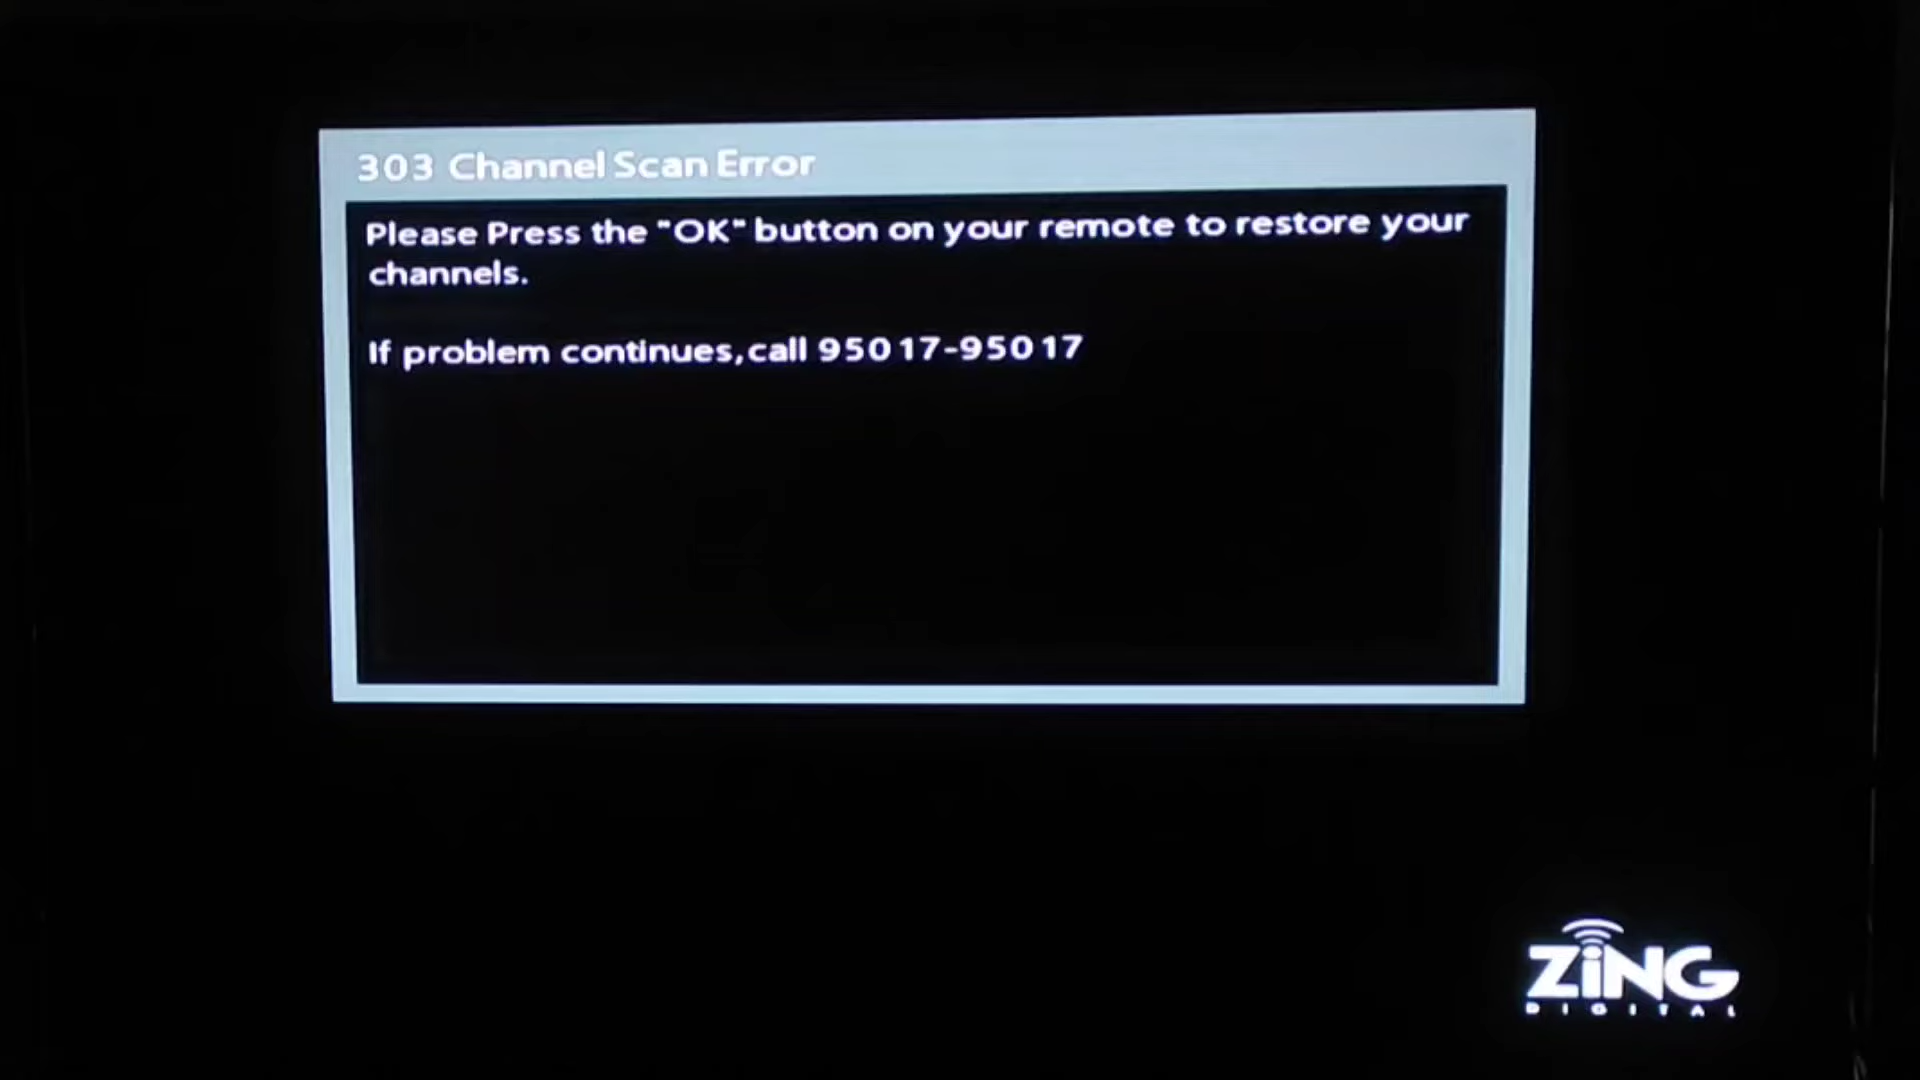 303 Channel Scan Error
Please Press the "OK" button on your remote to restore your
channels.
If problem continues,call 95017-95017
ZiNG
DIGITAL